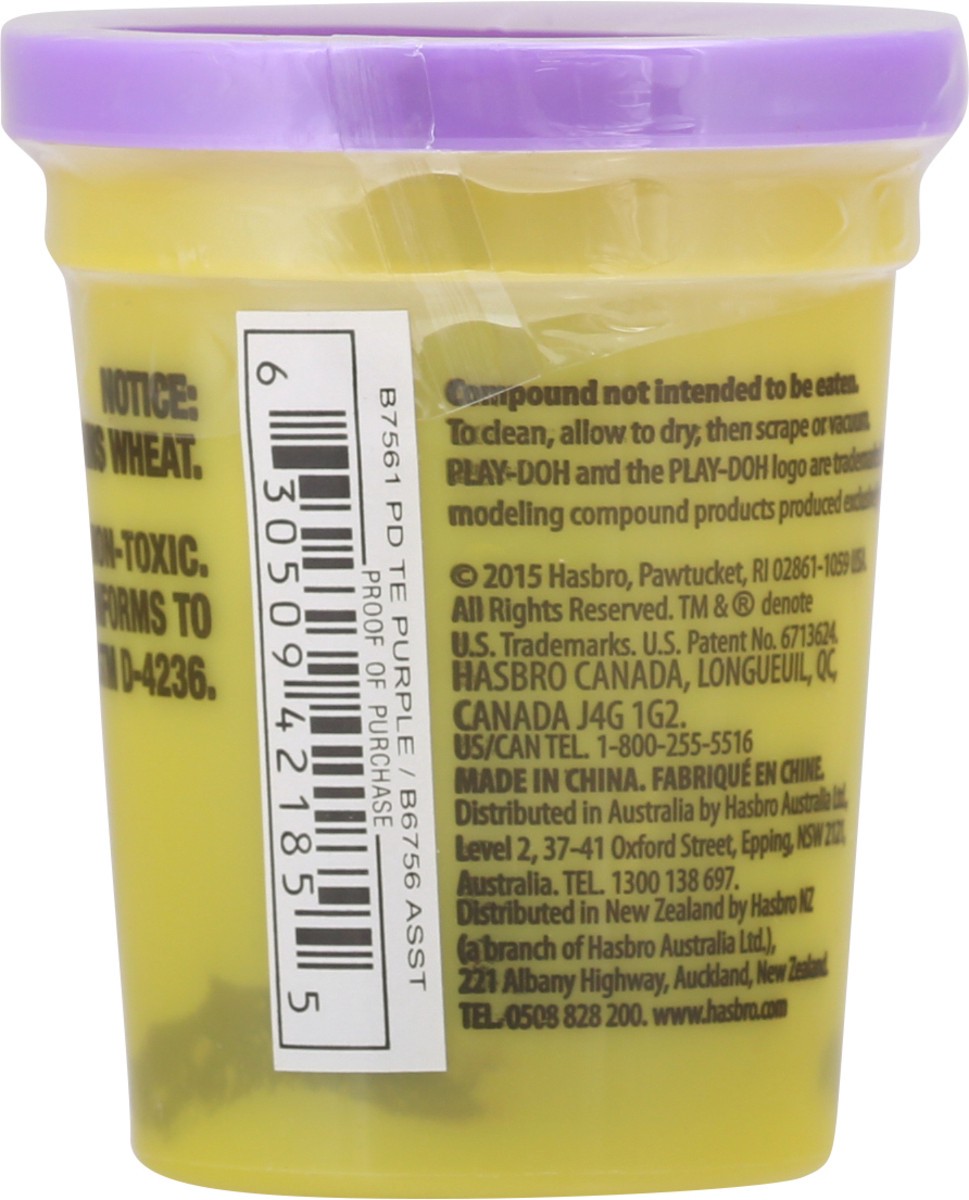 NOTICE:
WHEAT.
-TOXIC.
TO
D-4236.
B7561 PD TE PURPLE / B6756 ASST
PROOF OF PURCHASE
6 30509 42185 5
Compound not intended to be eaten.
To clean, allow to dry, then scrape or vacuum.
PLAY-DOH and the PLAY-DOH logo are
modeling compound products produced
© 2015 Hasbro, Pawtucket, RI 02861-1059 USA.
All Rights Reserved. TM & ® denote
U.S. Trademarks. U.S. Patent No. 6713624.
HASBRO CANADA, LONGUEUIL, QC,
CANADA J4G 1G2.
US/CAN TEL. 1-800-255-5516
MADE IN CHINA. FABRIQUÉ EN CHINE.
Distributed in Australia by Hasbro Australia Ltd.,
Level 2, 37-41 Oxford Street, Epping, NSW 2121,
Australia. TEL. 1300 138 697.
Distributed in New Zealand by Hasbro NZ
(a branch of Hasbro Australia Ltd.),
221 Albany Highway, Auckland, New Zealand.
TEL. 0508 828 200. www.hasbro.com